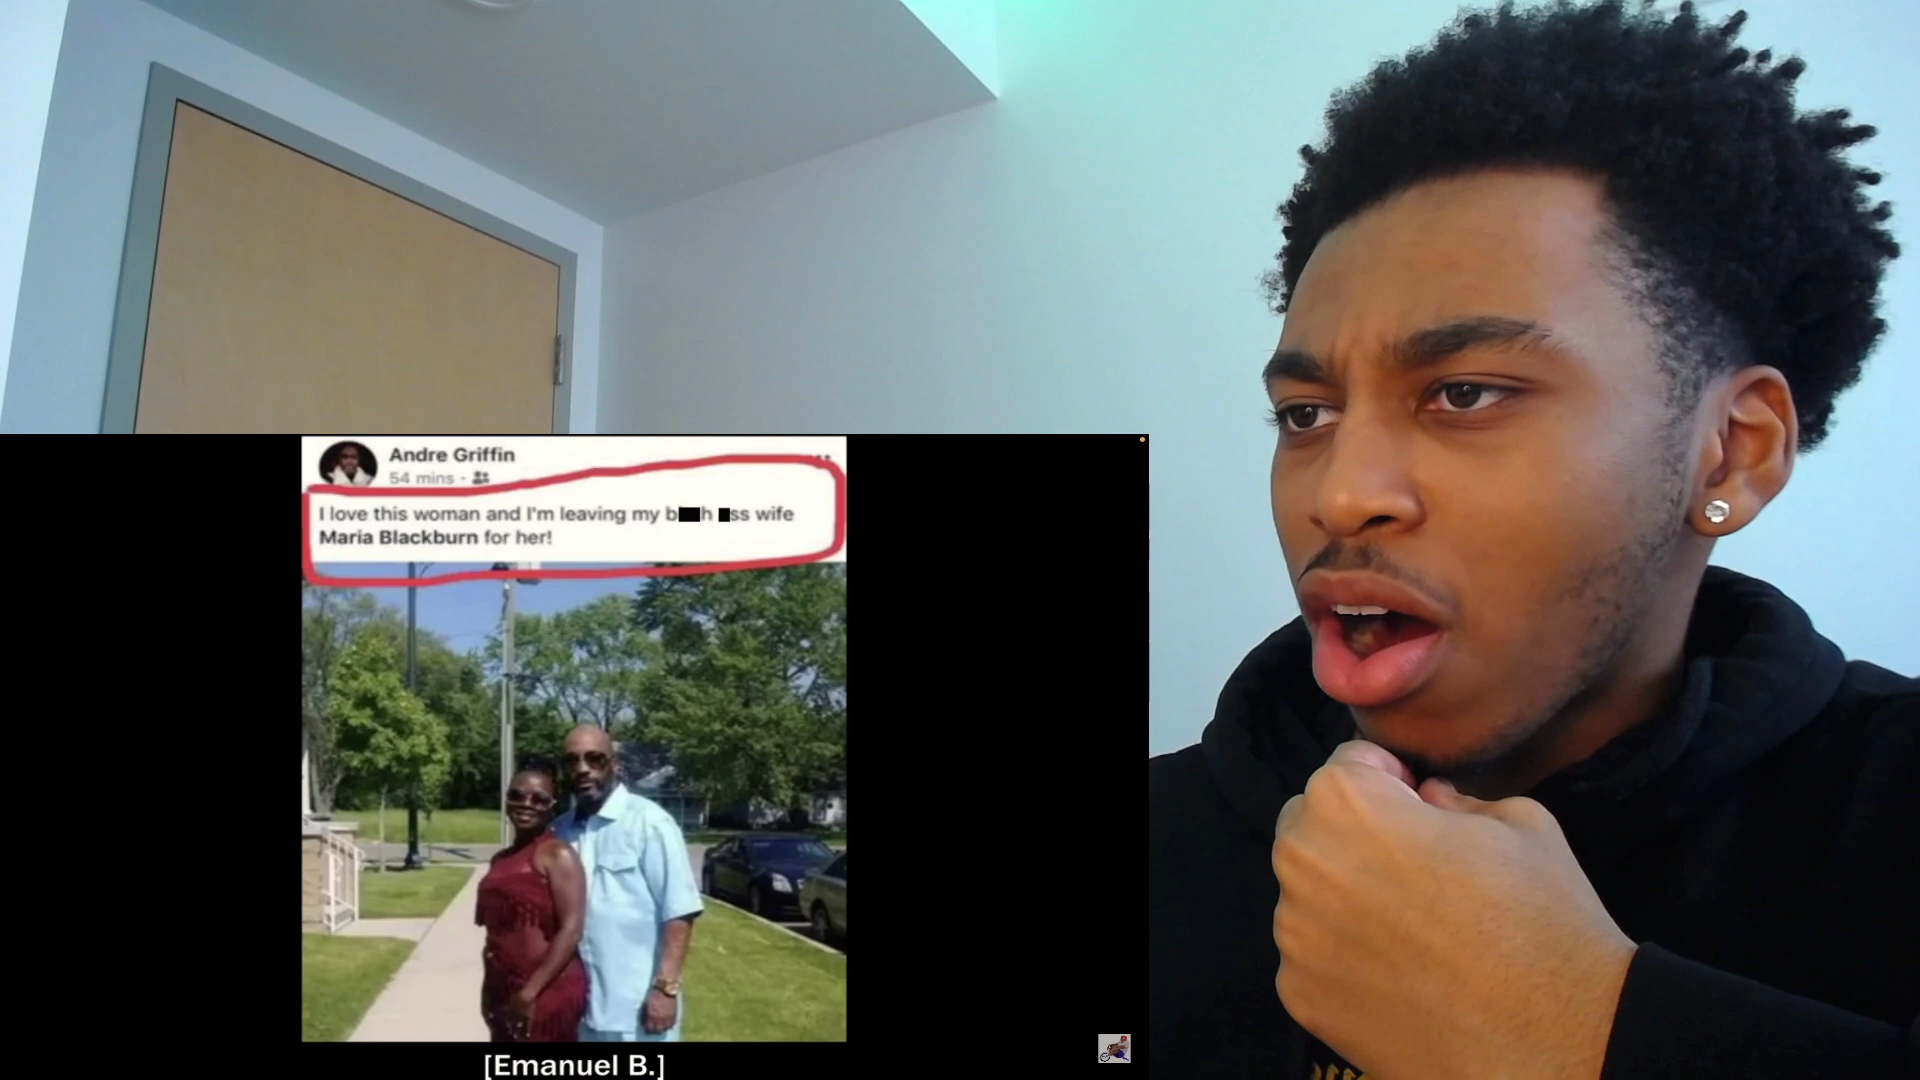 Andre Griffin
54 mins ·
I love this woman and I'm leaving my b h ss wife
Maria Blackburn for her!
[Emanuel B.]